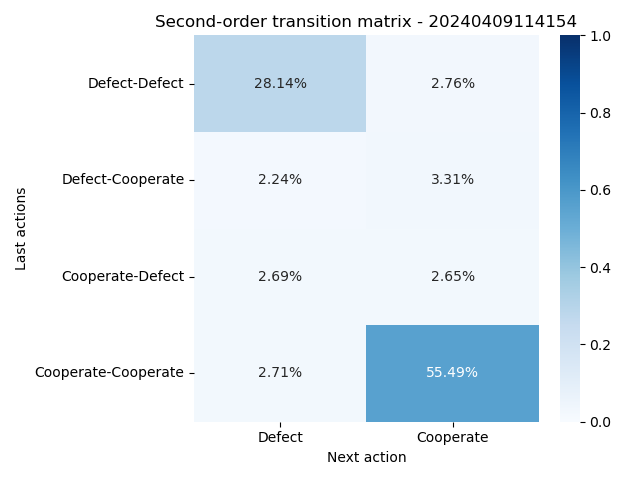 Second-order transition matrix - 20240409114154
Last actions
Defect-Defect
28.14%
2.76%
Defect-Cooperate
2.24%
3.31%
Cooperate-Defect
2.69%
2.65%
Cooperate-Cooperate
2.71%
55.49%
Defect
Cooperate
Next action
1.0
0.8
0.6
0.4
0.2
0.0